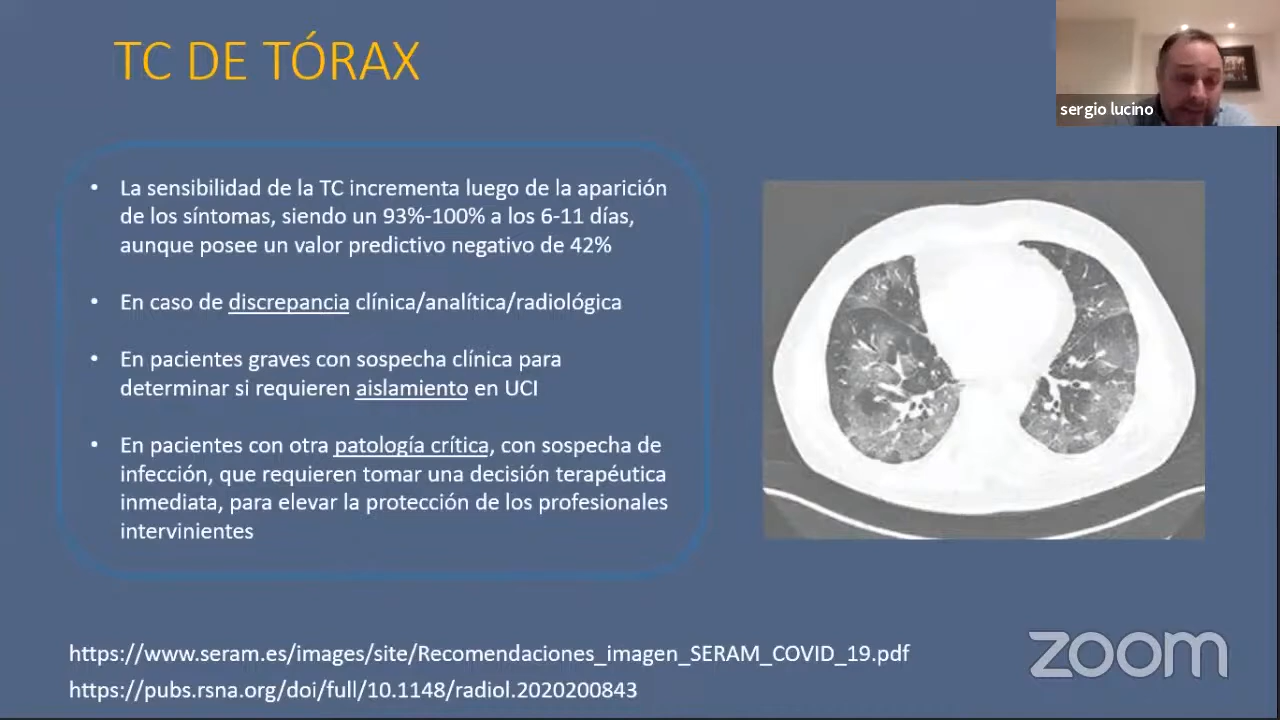 TC DE TÓRAX
sergio lucino
• La sensibilidad de la TC incrementa luego de la aparición
de los síntomas, siendo un 93%-100% a los 6-11 días,
aunque posee un valor predictivo negativo de 42%
• En caso de discrepancia clínica/analítica/radiológica
• En pacientes graves con sospecha clínica para
determinar si requieren aislamiento en UCI
• En pacientes con otra patología crítica, con sospecha de
infección, que requieren tomar una decisión terapéutica
inmediata, para elevar la protección de los profesionales
intervinientes
https://www.seram.es/images/site/Recomendaciones_imagen_SERAM_COVID_19.pdf
https://pubs.rsna.org/doi/full/10.1148/radiol.2020200843
zoom